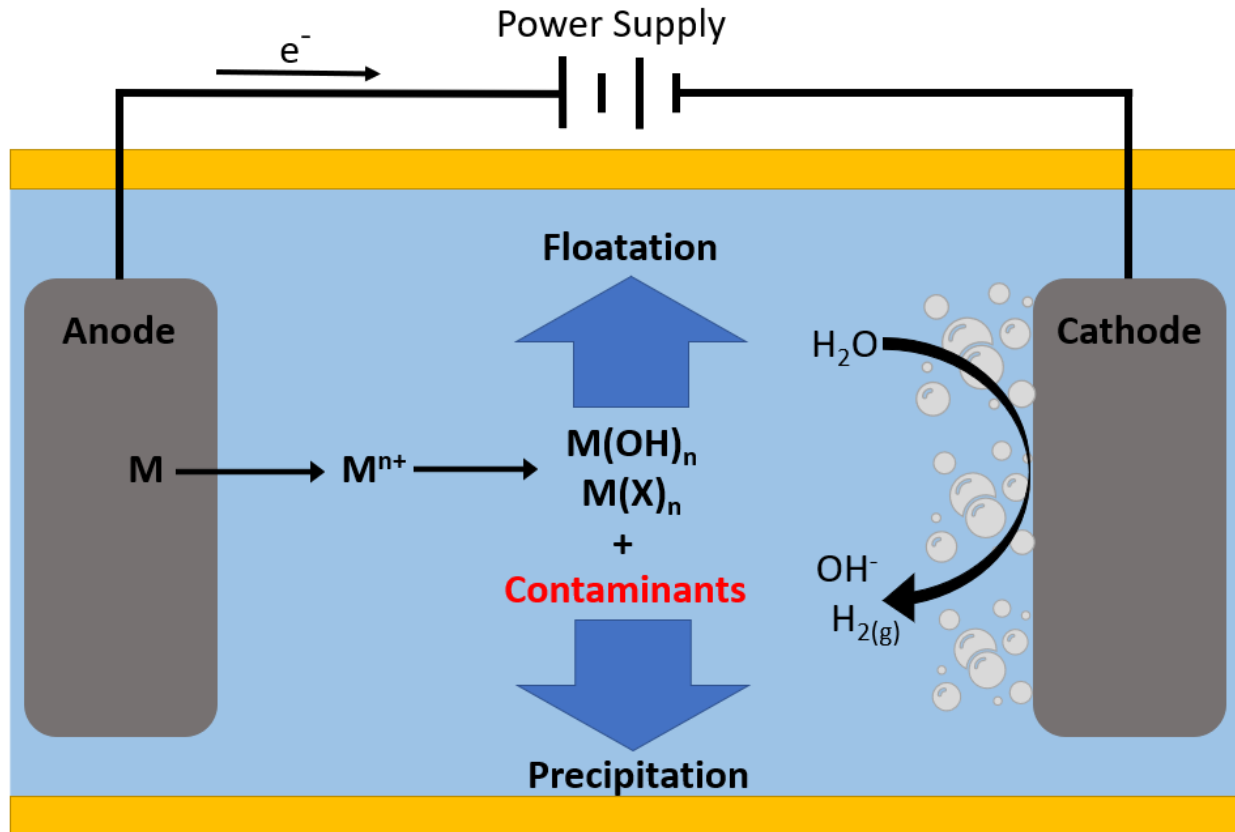 Power Supply
e⁻
Floatation
Anode
Cathode
H₂O
M
Mⁿ⁺
M(OH)ₙ
M(X)ₙ
+
Contaminants
OH⁻
H₂₍g₎
Precipitation